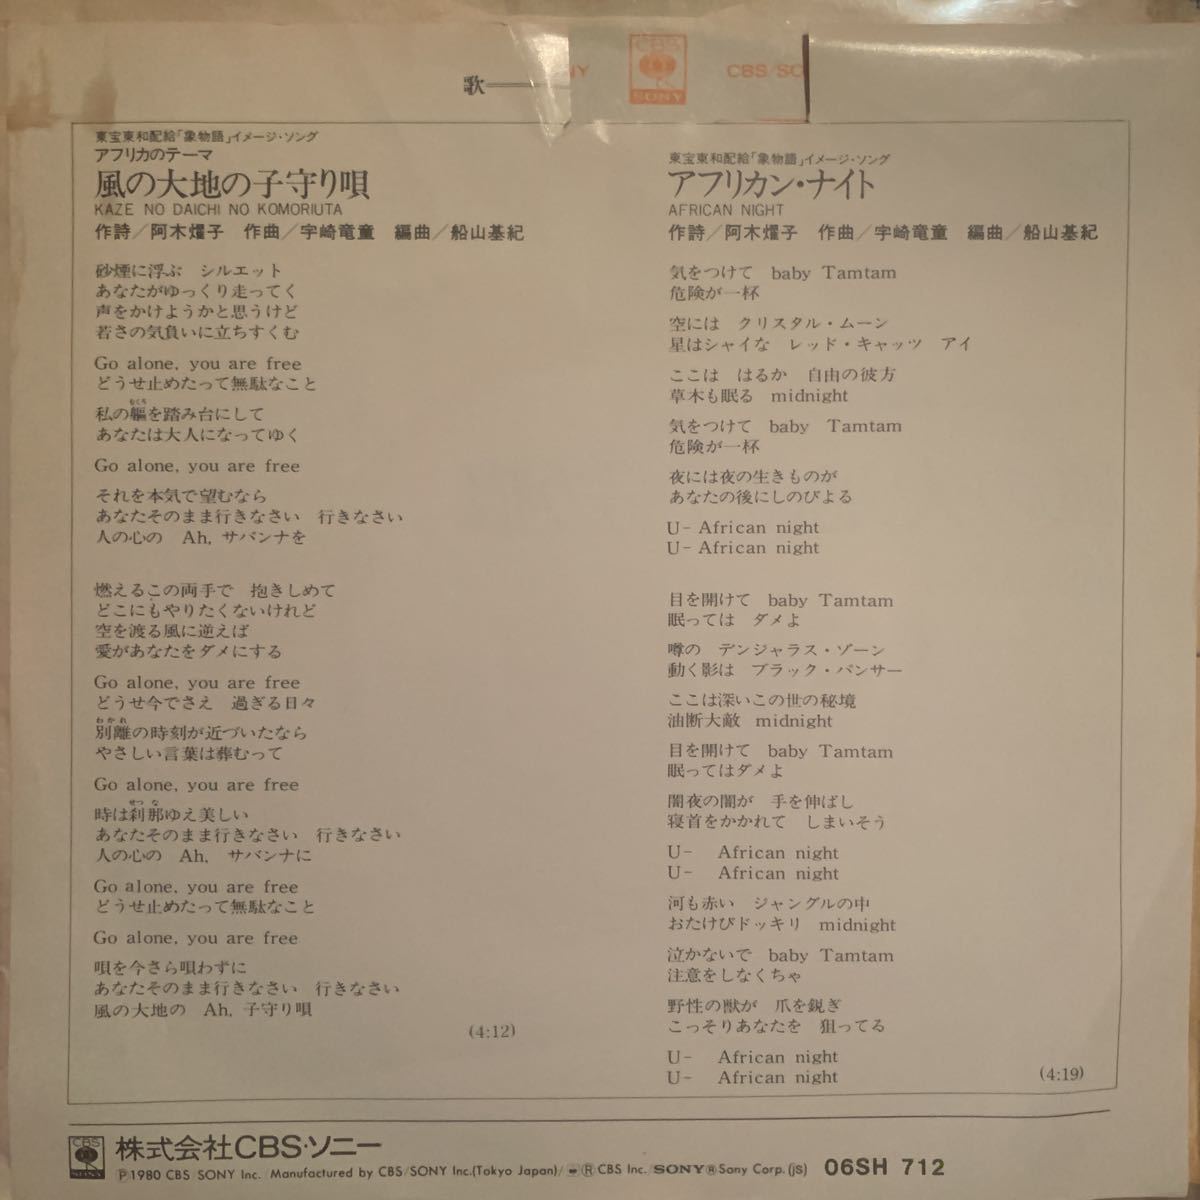 歌
CBS
SONY
NY
CBS/SO
東宝東和配給「象物語」イメージ・ソング
アフリカのテーマ
風の大地の子守り唄
KAZE NO DAICHI NO KOMORIUTA
作詩/阿木燿子 作曲/宇崎竜童 編曲/船山基紀
砂煙に浮ぶ シルエット
あなたがゆっくり走ってく
声をかけようかと思うけど
若さの気負いに立ちすくむ
Go alone, you are free
どうせ止めたって無駄なこと
むくろ
私の軀を踏み台にして
あなたは大人になってゆく
Go alone, you are free
それを本気で望むなら
あなたそのまま行きなさい 行きなさい
人の心の Ah, サバンナを
燃えるこの両手で 抱きしめて
どこにもやりたくないけれど
空を渡る風に逆えば
愛があなたをダメにする
Go alone, you are free
どうせ今でさえ 過ぎる日々
わかれ
別離の時刻が近づいたなら
やさしい言葉は葬むって
Go alone, you are free
せつな
時は刹那ゆえ美しい
あなたそのまま行きなさい 行きなさい
人の心の Ah, サバンナに
Go alone, you are free
どうせ止めたって無駄なこと
Go alone, you are free
唄を今さら唄わずに
あなたそのまま行きなさい 行きなさい
風の大地の Ah, 子守り唄
(4:12)
東宝東和配給「象物語」イメージ・ソング
アフリカン・ナイト
AFRICAN NIGHT
作詩/阿木燿子 作曲/宇崎竜童 編曲/船山基紀
気をつけて baby Tamtam
危険が一杯
空には クリスタル・ムーン
星はシャイな レッド・キャッツ アイ
ここは はるか 自由の彼方
草木も眠る midnight
気をつけて baby Tamtam
危険が一杯
夜には夜の生きものが
あなたの後にしのびよる
U- African night
U- African night
目を開けて baby Tamtam
眠っては ダメよ
噂の デンジャラス・ゾーン
動く影は ブラック・パンサー
ここは深いこの世の秘境
油断大敵 midnight
目を開けて baby Tamtam
眠ってはダメよ
闇夜の闇が 手を伸ばし
寝首をかかれて しまいそう
U- African night
U- African night
河も赤い ジャングルの中
おたけびドッキリ midnight
泣かないで baby Tamtam
注意をしなくちゃ
野性の獣が 爪を鋭ぎ
こっそりあなたを 狙ってる
U- African night
U- African night
(4:19)
CBS
SONY
株式会社CBS・ソニー
Ⓟ1980 CBS SONY Inc. Manufactured by CBS/SONY Inc.(Tokyo Japan)/ Ⓡ CBS Inc. SONY® Sony Corp.(JS) 06SH 712